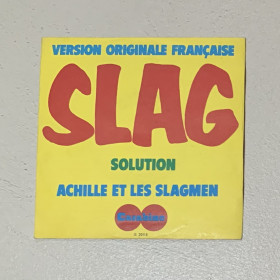 VERSION ORIGINALE FRANÇAISE
SLAG
SOLUTION
ACHILLE ET LES SLAGMEN